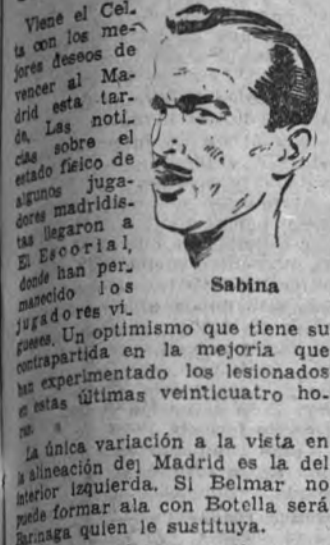 Viene el Cel-
ta con los me-
jores deseos de
vencer al Ma-
drid esta tar-
de. Las noti-
cias sobre el
estado físico de
algunos juga-
dores madridis-
tas llegaron a
El Escorial,
donde han per-
manecido los
jugadores vi-
gueses. Un optimismo que tiene su
contrapartida en la mejoría que
han experimentado los lesionados
en estas últimas veinticuatro ho-
ras.
La única variación a la vista en
la alineación del Madrid es la del
interior izquierda. Si Belmar no
puede formar ala con Botella será
Barinaga quien le sustituya.
Sabina